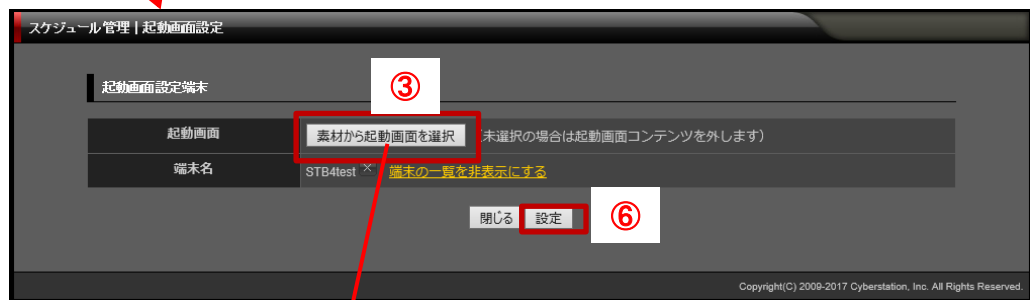 スケジュール管理 | 起動画面設定
起動画面設定端末
③
起動画面 素材から起動画面を選択 未選択の場合は起動画面コンテンツを外します)
端末名 STB4test × 端末の一覧を非表示にする
閉じる 設定 ⑥
Copyright(C) 2009-2017 Cyberstation, Inc. All Rights Reserved.